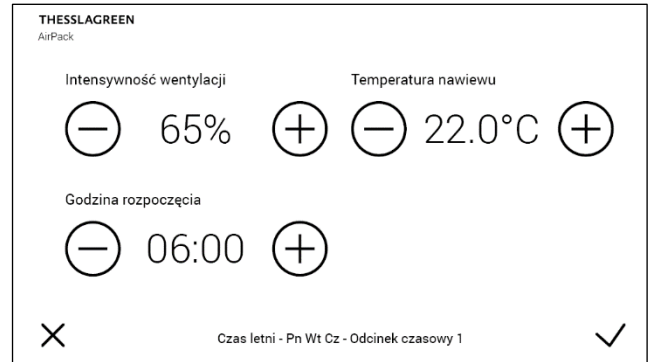 THESSLAGREEN
AirPack
Intensywność wentylacji
Temperatura nawiewu
65%
22.0°C
Godzina rozpoczęcia
06:00
Czas letni - Pn Wt Cz - Odcinek czasowy 1